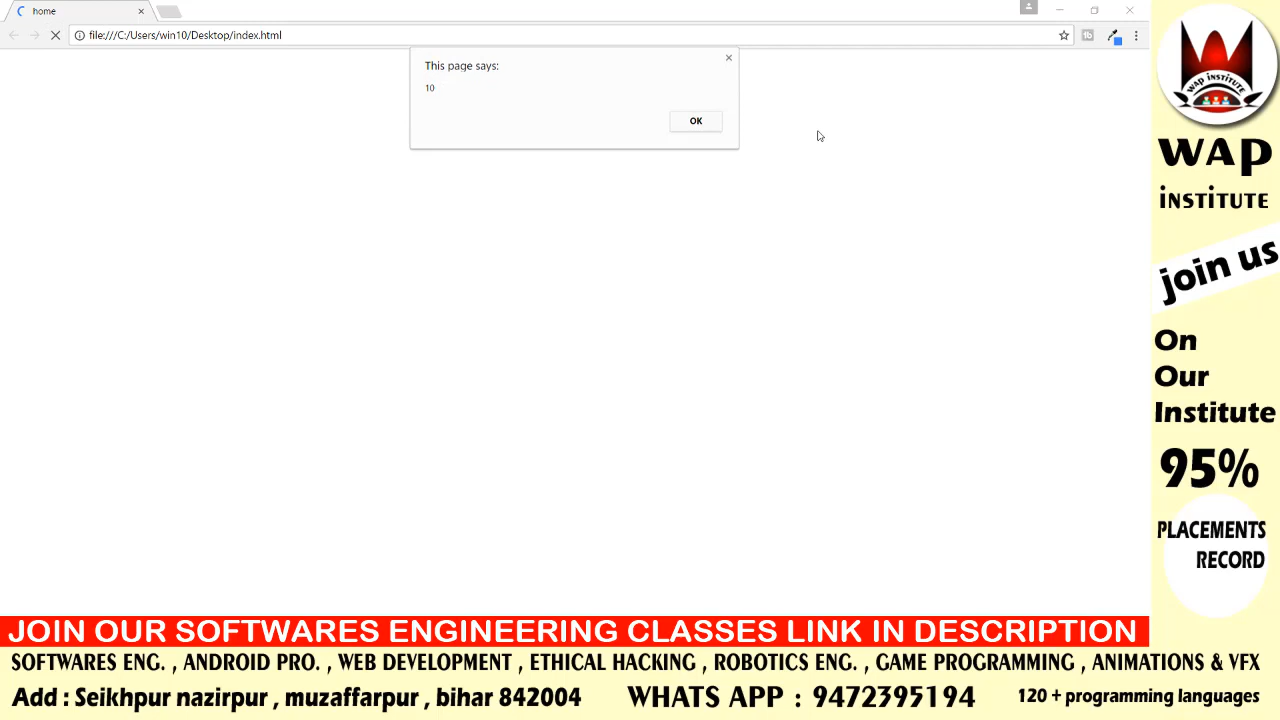 home
file:///C:/Users/win10/Desktop/index.html
This page says:
10
OK
WAP INSTITUTE
WAP
INSTITUTE
join us
On
Our
Institute
95%
PLACEMENTS
RECORD
JOIN OUR SOFTWARES ENGINEERING CLASSES LINK IN DESCRIPTION
SOFTWARES ENG. , ANDROID PRO. , WEB DEVELOPMENT , ETHICAL HACKING , ROBOTICS ENG. , GAME PROGRAMMING , ANIMATIONS & VFX
Add : Seikhpur nazirpur , muzaffarpur , bihar 842004 WHATS APP : 9472395194 120 + programming languages